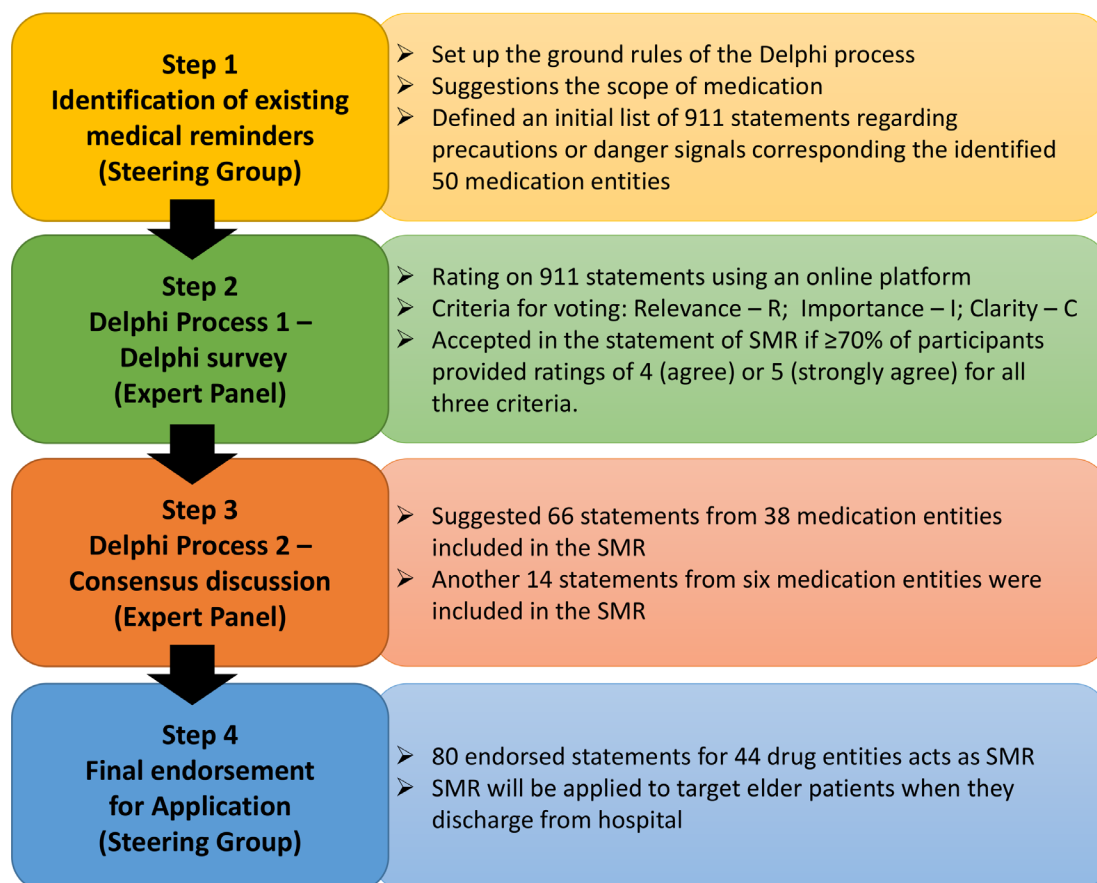 Step 1
Identification of existing
medical reminders
(Steering Group)
➢ Set up the ground rules of the Delphi process
➢ Suggestions the scope of medication
➢ Defined an initial list of 911 statements regarding
precautions or danger signals corresponding the identified
50 medication entities
Step 2
Delphi Process 1 –
Delphi survey
(Expert Panel)
➢ Rating on 911 statements using an online platform
➢ Criteria for voting: Relevance – R;  Importance – I; Clarity – C
➢ Accepted in the statement of SMR if ≥70% of participants
provided ratings of 4 (agree) or 5 (strongly agree) for all
three criteria.
Step 3
Delphi Process 2 –
Consensus discussion
(Expert Panel)
➢ Suggested 66 statements from 38 medication entities
included in the SMR
➢ Another 14 statements from six medication entities were
included in the SMR
Step 4
Final endorsement
for Application
(Steering Group)
➢ 80 endorsed statements for 44 drug entities acts as SMR
➢ SMR will be applied to target elder patients when they
discharge from hospital